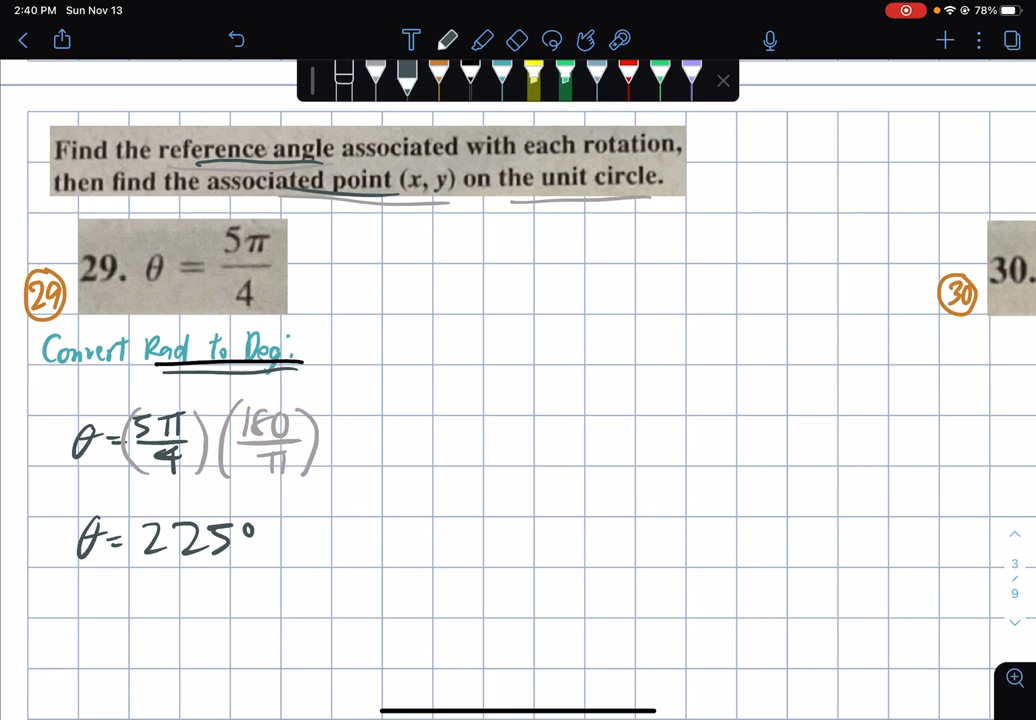 2:40 PM Sun Nov 13
78%
T
Find the reference angle associated with each rotation,
then find the associated point (x, y) on the unit circle.
29. θ = 5π/4
29
30
30.
Convert Rad to Deg:
θ = (5π/4)(180/π)
θ = 225°
3
/
9